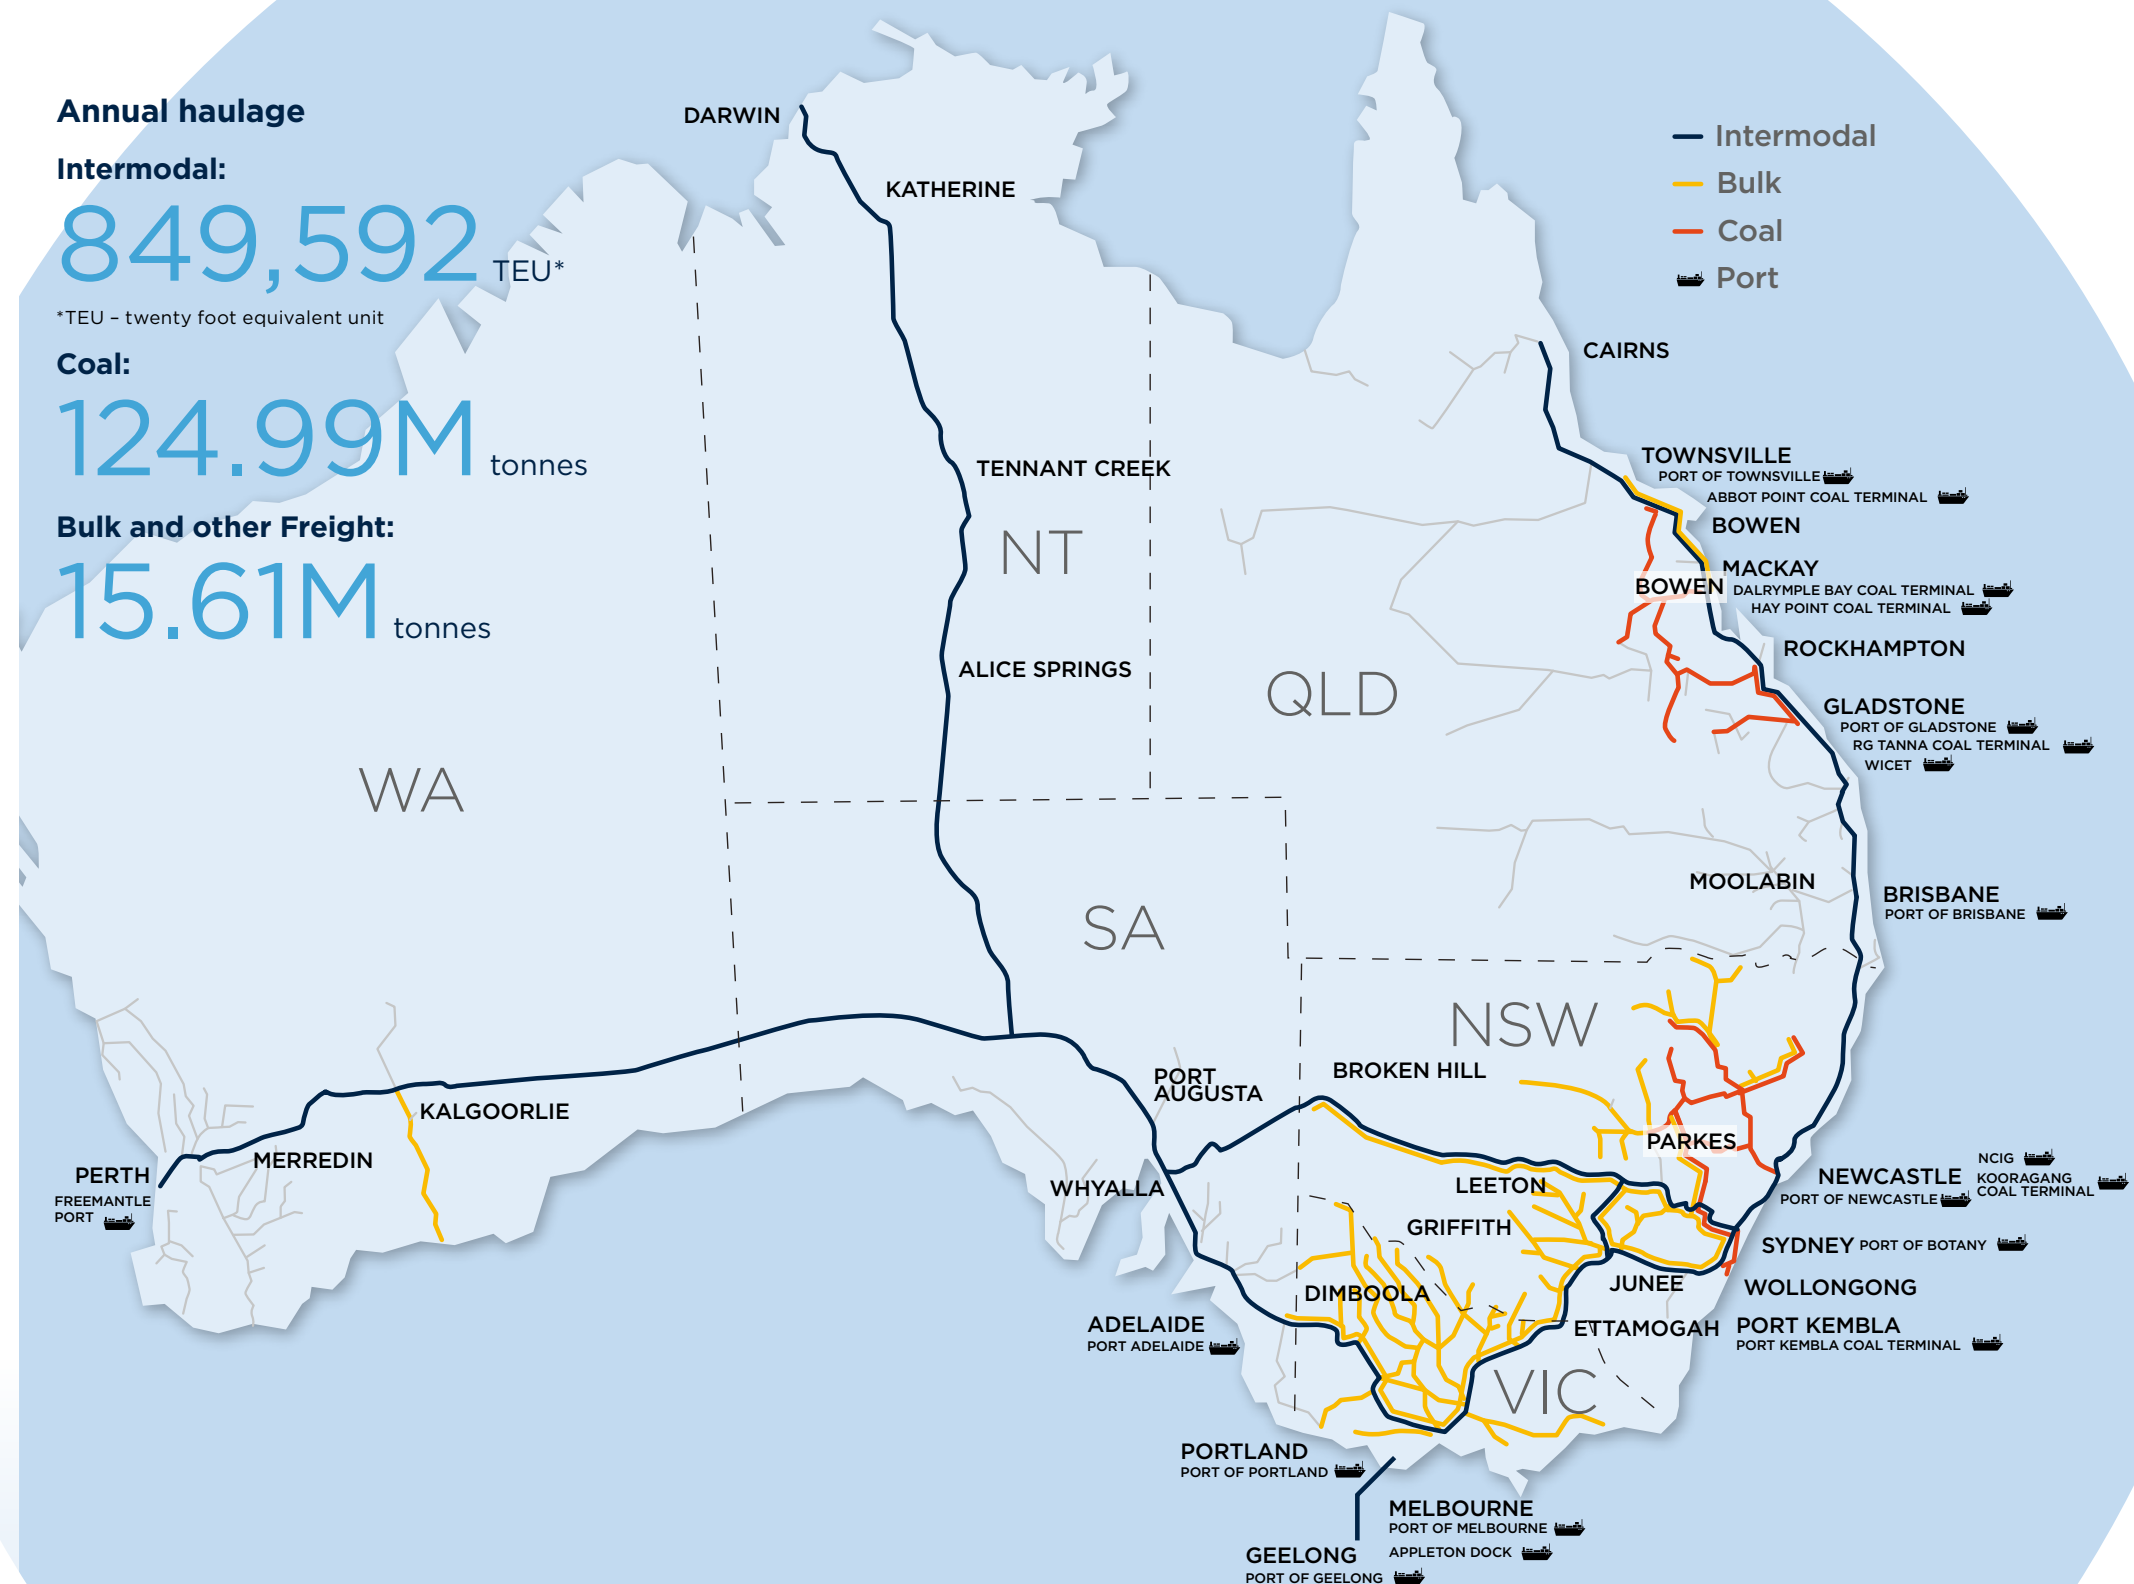 Annual haulage
Intermodal:
849,592 TEU*
*TEU – twenty foot equivalent unit
Coal:
124.99M tonnes
Bulk and other Freight:
15.61M tonnes
Intermodal
Bulk
Coal
Port
DARWIN
KATHERINE
TENNANT CREEK
NT
ALICE SPRINGS
WA
SA
QLD
NSW
VIC
CAIRNS
TOWNSVILLE
PORT OF TOWNSVILLE
ABBOT POINT COAL TERMINAL
BOWEN
MACKAY
BOWEN
DALRYMPLE BAY COAL TERMINAL
HAY POINT COAL TERMINAL
ROCKHAMPTON
GLADSTONE
PORT OF GLADSTONE
RG TANNA COAL TERMINAL
WICET
MOOLABIN
BRISBANE
PORT OF BRISBANE
BROKEN HILL
PORT
AUGUSTA
KALGOORLIE
MERREDIN
PERTH
FREEMANTLE
PORT
WHYALLA
PARKES
LEETON
GRIFFITH
NEWCASTLE
PORT OF NEWCASTLE
NCIG
KOORAGANG
COAL TERMINAL
SYDNEY PORT OF BOTANY
JUNEE
WOLLONGONG
DIMBOOLA
ETTAMOGAH
PORT KEMBLA
PORT KEMBLA COAL TERMINAL
ADELAIDE
PORT ADELAIDE
PORTLAND
PORT OF PORTLAND
MELBOURNE
PORT OF MELBOURNE
APPLETON DOCK
GEELONG
PORT OF GEELONG